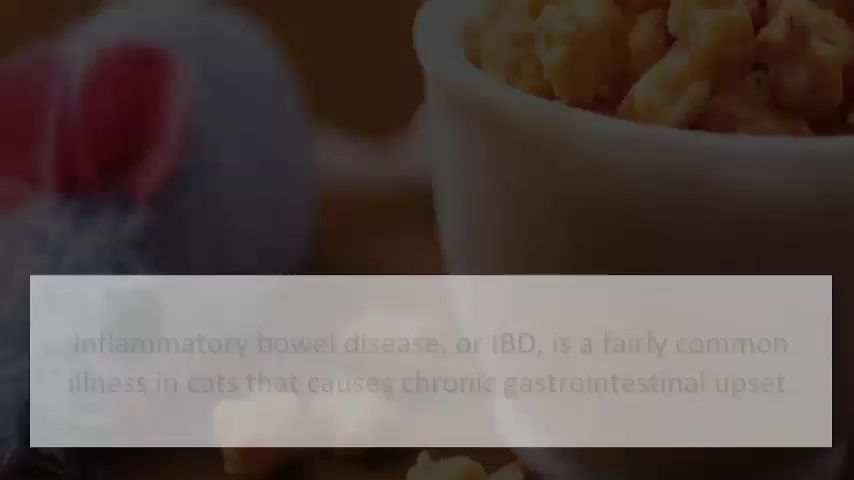 Inflammatory bowel disease, or IBD, is a fairly common
illness in cats that causes chronic gastrointestinal upset.